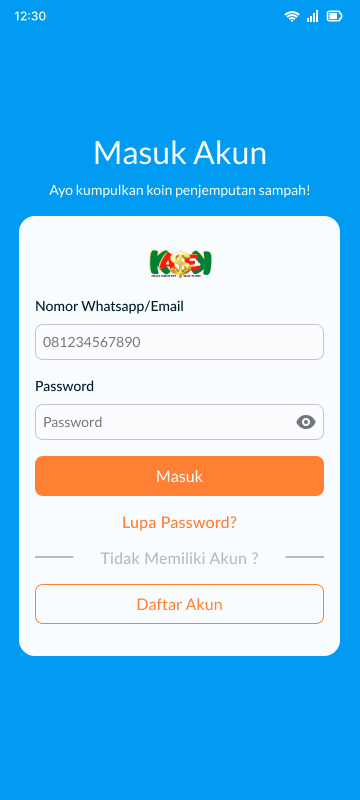 12:30
Masuk Akun
Ayo kumpulkan koin penjemputan sampah!
Nomor Whatsapp/Email
081234567890
Password
Password
Masuk
Lupa Password?
Tidak Memiliki Akun ?
Daftar Akun